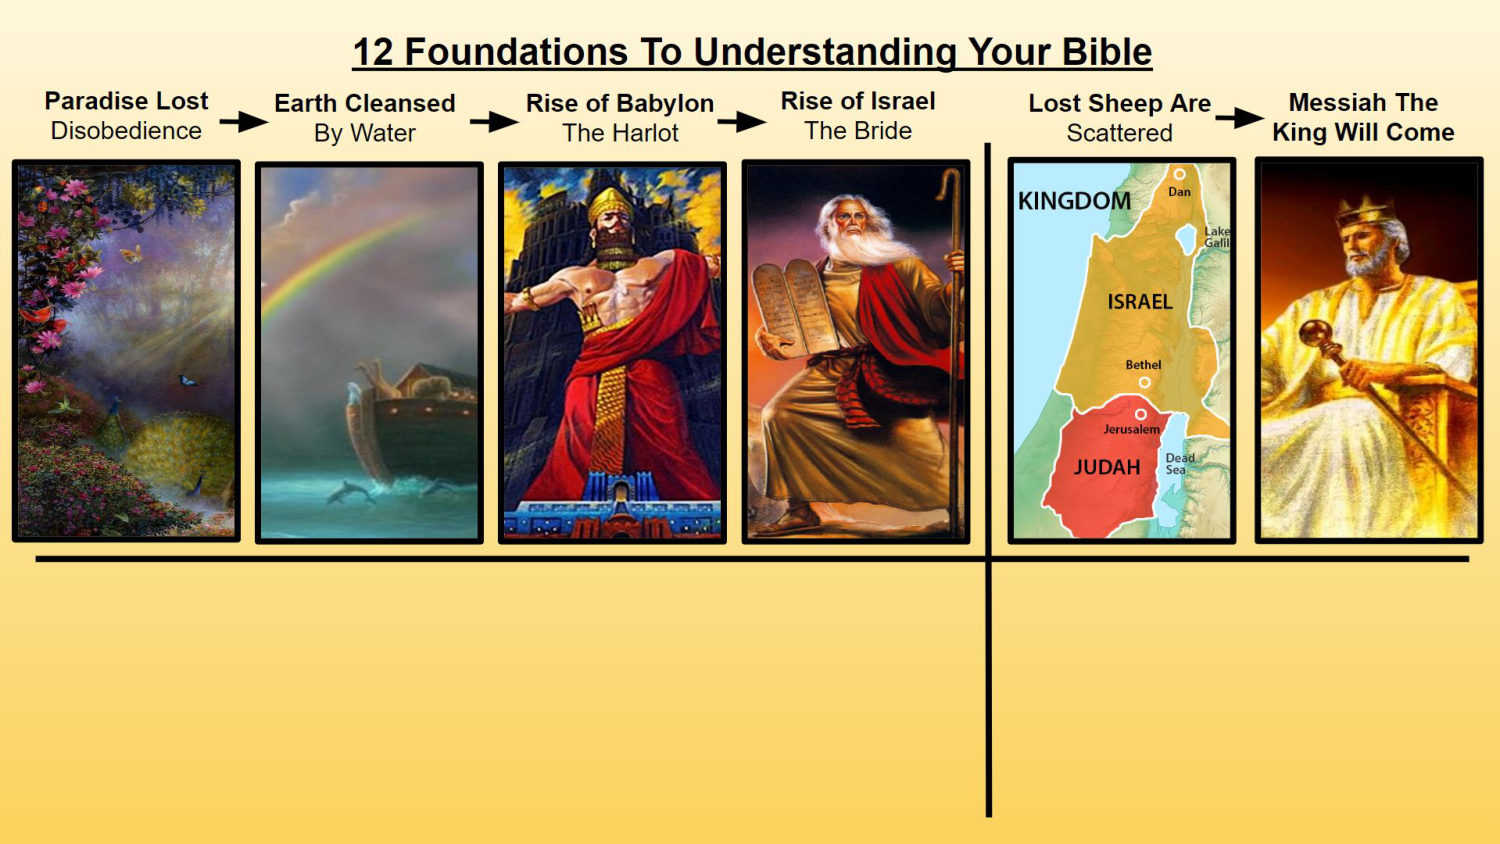 12 Foundations To Understanding Your Bible
Paradise Lost
Disobedience
Earth Cleansed
By Water
Rise of Babylon
The Harlot
Rise of Israel
The Bride
Lost Sheep Are
Scattered
Messiah The
King Will Come
KINGDOM
Dan
Lake
Galil
ISRAEL
Bethel
Jerusalem
JUDAH
Dead
Sea